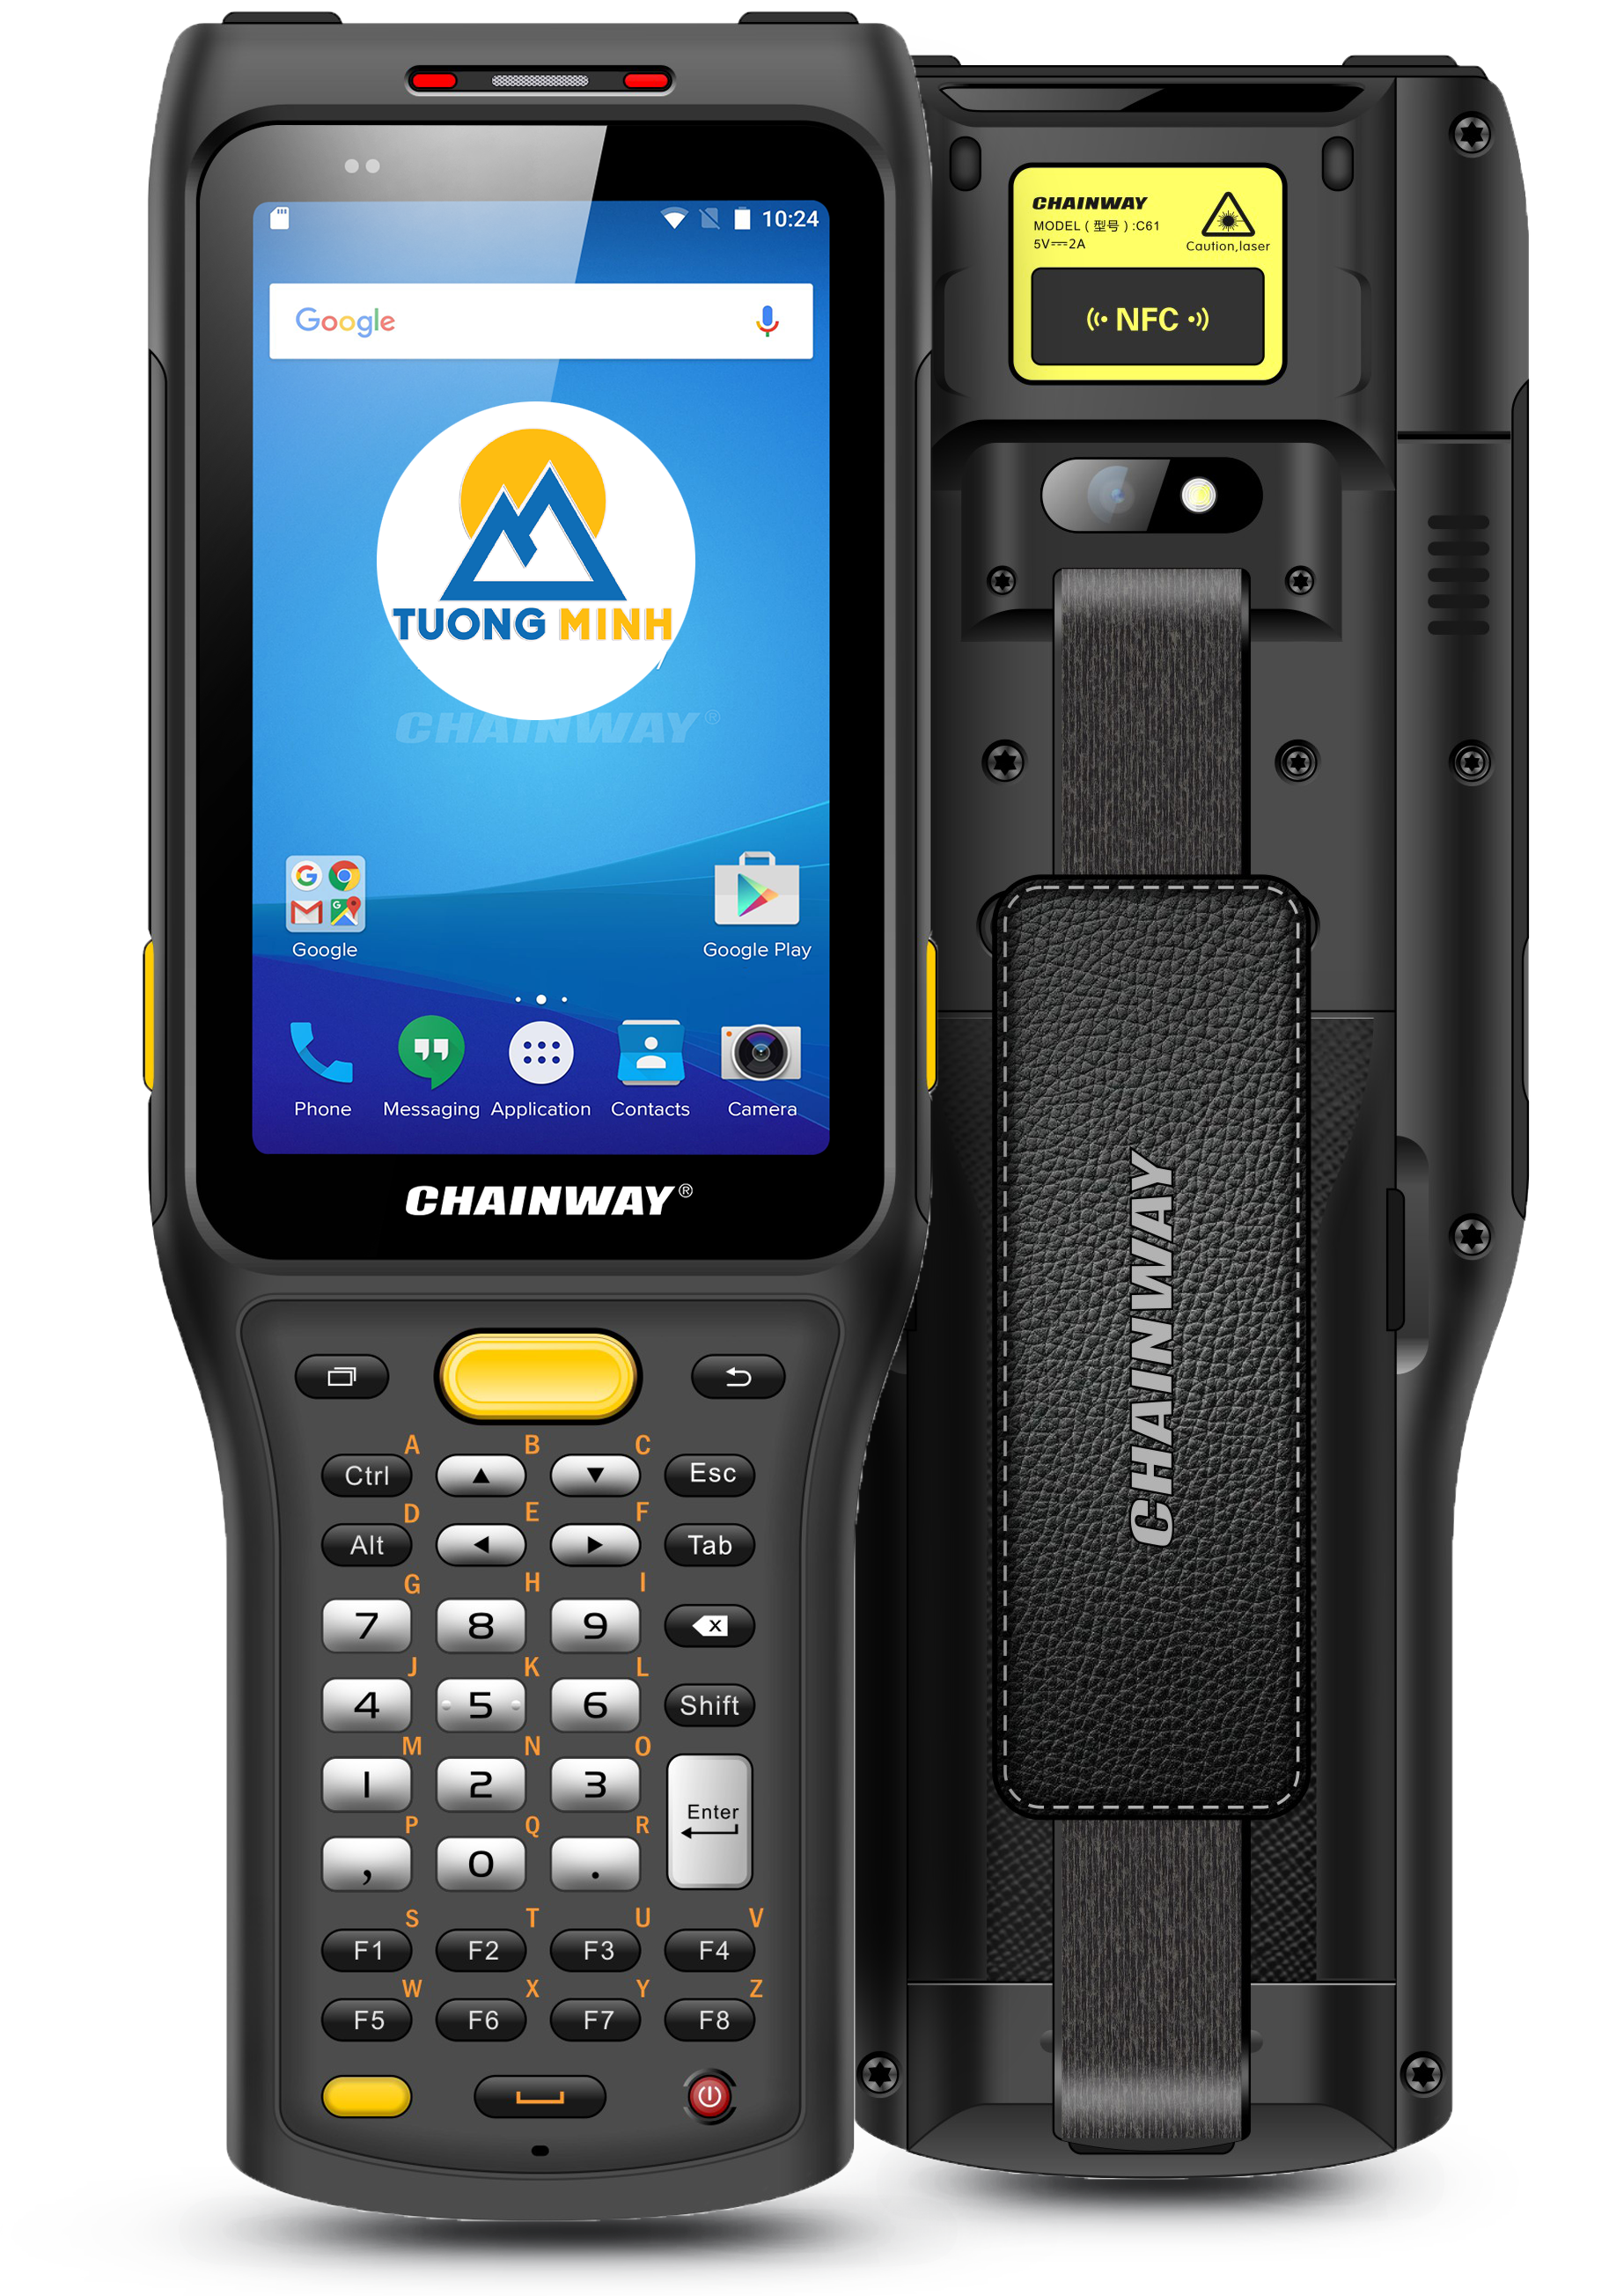 10:24
Google
TUONG MINH
CHAINWAY®
Google
Google Play
Phone
Messaging
Application
Contacts
Camera
CHAINWAY®
A B C
Ctrl ▲ ▼ Esc
D E F
Alt ◀ ▶ Tab
G H I
7 8 9 x
J K L
4 5 6 Shift
M N O
1 2 3
Enter
P Q R
, 0 .
S T U V
F1 F2 F3 F4
W X Y Z
F5 F6 F7 F8
CHAINWAY
MODEL ( 型号 ) :C61
5V⎓2A
Caution,laser
NFC
CHAINWAY